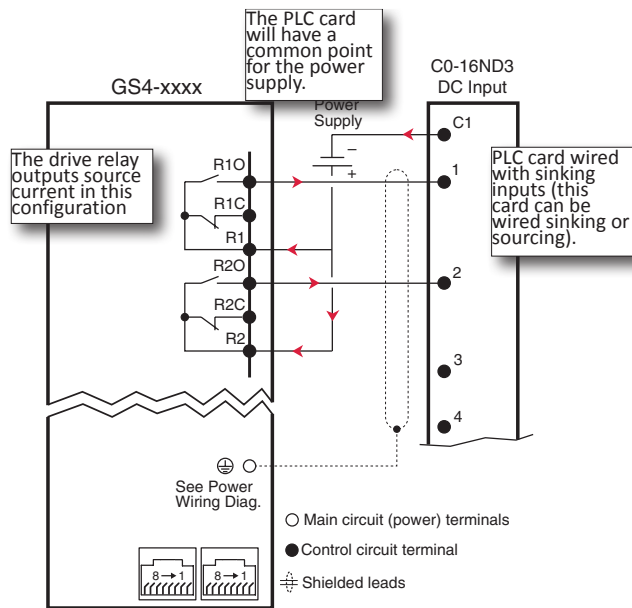 The PLC card
will have a
common point
for the power
supply.
GS4-xxxx
C0-16ND3
DC Input
Power
Supply
C1
–
+
1
The drive relay
outputs source
current in this
configuration
R1O
R1C
R1
R2O
R2C
R2
PLC card wired
with sinking
inputs (this
card can be
wired sinking or
sourcing).
2
3
4
See Power
Wiring Diag.
Main circuit (power) terminals
Control circuit terminal
Shielded leads
8→1
8→1